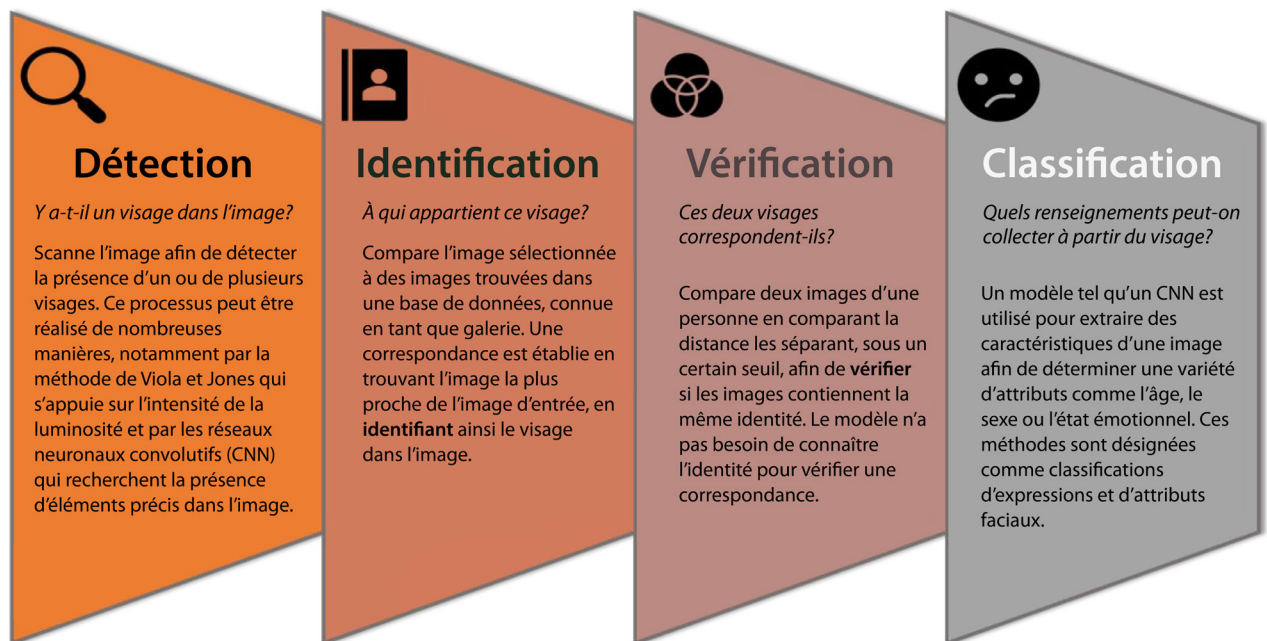 Détection
Y a-t-il un visage dans l’image?
Scanne l’image afin de détecter
la présence d’un ou de plusieurs
visages. Ce processus peut être
réalisé de nombreuses
manières, notamment par la
méthode de Viola et Jones qui
s’appuie sur l’intensité de la
luminosité et par les réseaux
neuronaux convolutifs (CNN)
qui recherchent la présence
d’éléments précis dans l’image.
Identification
À qui appartient ce visage?
Compare l’image sélectionnée
à des images trouvées dans
une base de données, connue
en tant que galerie. Une
correspondance est établie en
trouvant l’image la plus
proche de l’image d’entrée, en
identifiant ainsi le visage
dans l’image.
Vérification
Ces deux visages
correspondent-ils?
Compare deux images d’une
personne en comparant la
distance les séparant, sous un
certain seuil, afin de vérifier
si les images contiennent la
même identité. Le modèle n’a
pas besoin de connaître
l’identité pour vérifier une
correspondance.
Classification
Quels renseignements peut-on
collecter à partir du visage?
Un modèle tel qu’un CNN est
utilisé pour extraire des
caractéristiques d’une image
afin de déterminer une variété
d’attributs comme l’âge, le
sexe ou l’état émotionnel. Ces
méthodes sont désignées
comme classifications
d’expressions et d’attributs
faciaux.